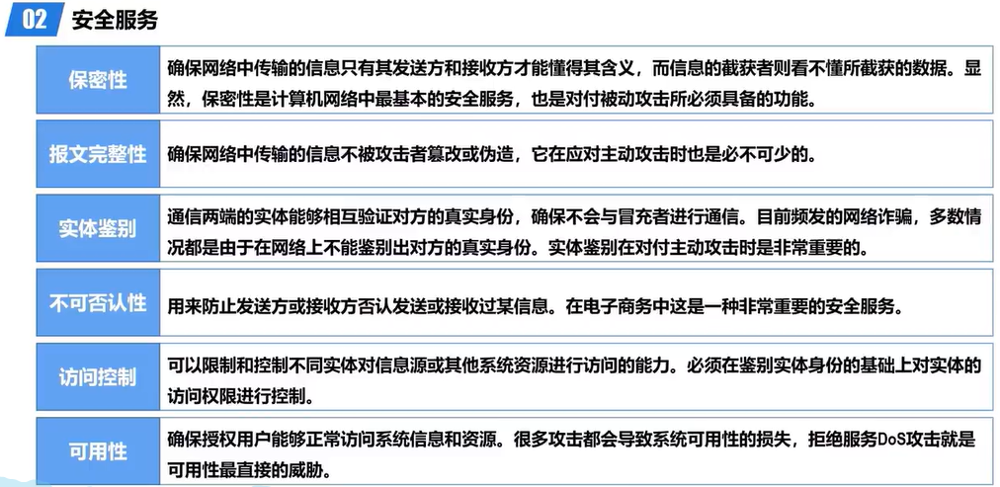 02 安全服务
保密性
确保网络中传输的信息只有其发送方和接收方才能懂得其含义，而信息的截获者则看不懂所截获的数据。显
然，保密性是计算机网络中最基本的安全服务，也是对付被动攻击所必须具备的功能。
报文完整性
确保网络中传输的信息不被攻击者篡改或伪造，它在应对主动攻击时也是必不可少的。
实体鉴别
通信两端的实体能够相互验证对方的真实身份，确保不会与冒充者进行通信。目前频发的网络诈骗，多数情
况都是由于在网络上不能鉴别出对方的真实身份。实体鉴别在对付主动攻击时是非常重要的。
不可否认性
用来防止发送方或接收方否认发送或接收过某信息。在电子商务中这是一种非常重要的安全服务。
访问控制
可以限制和控制不同实体对信息源或其他系统资源进行访问的能力。必须在鉴别实体身份的基础上对实体的
访问权限进行控制。
可用性
确保授权用户能够正常访问系统信息和资源。很多攻击都会导致系统可用性的损失，拒绝服务DoS攻击就是
可用性最直接的威胁。